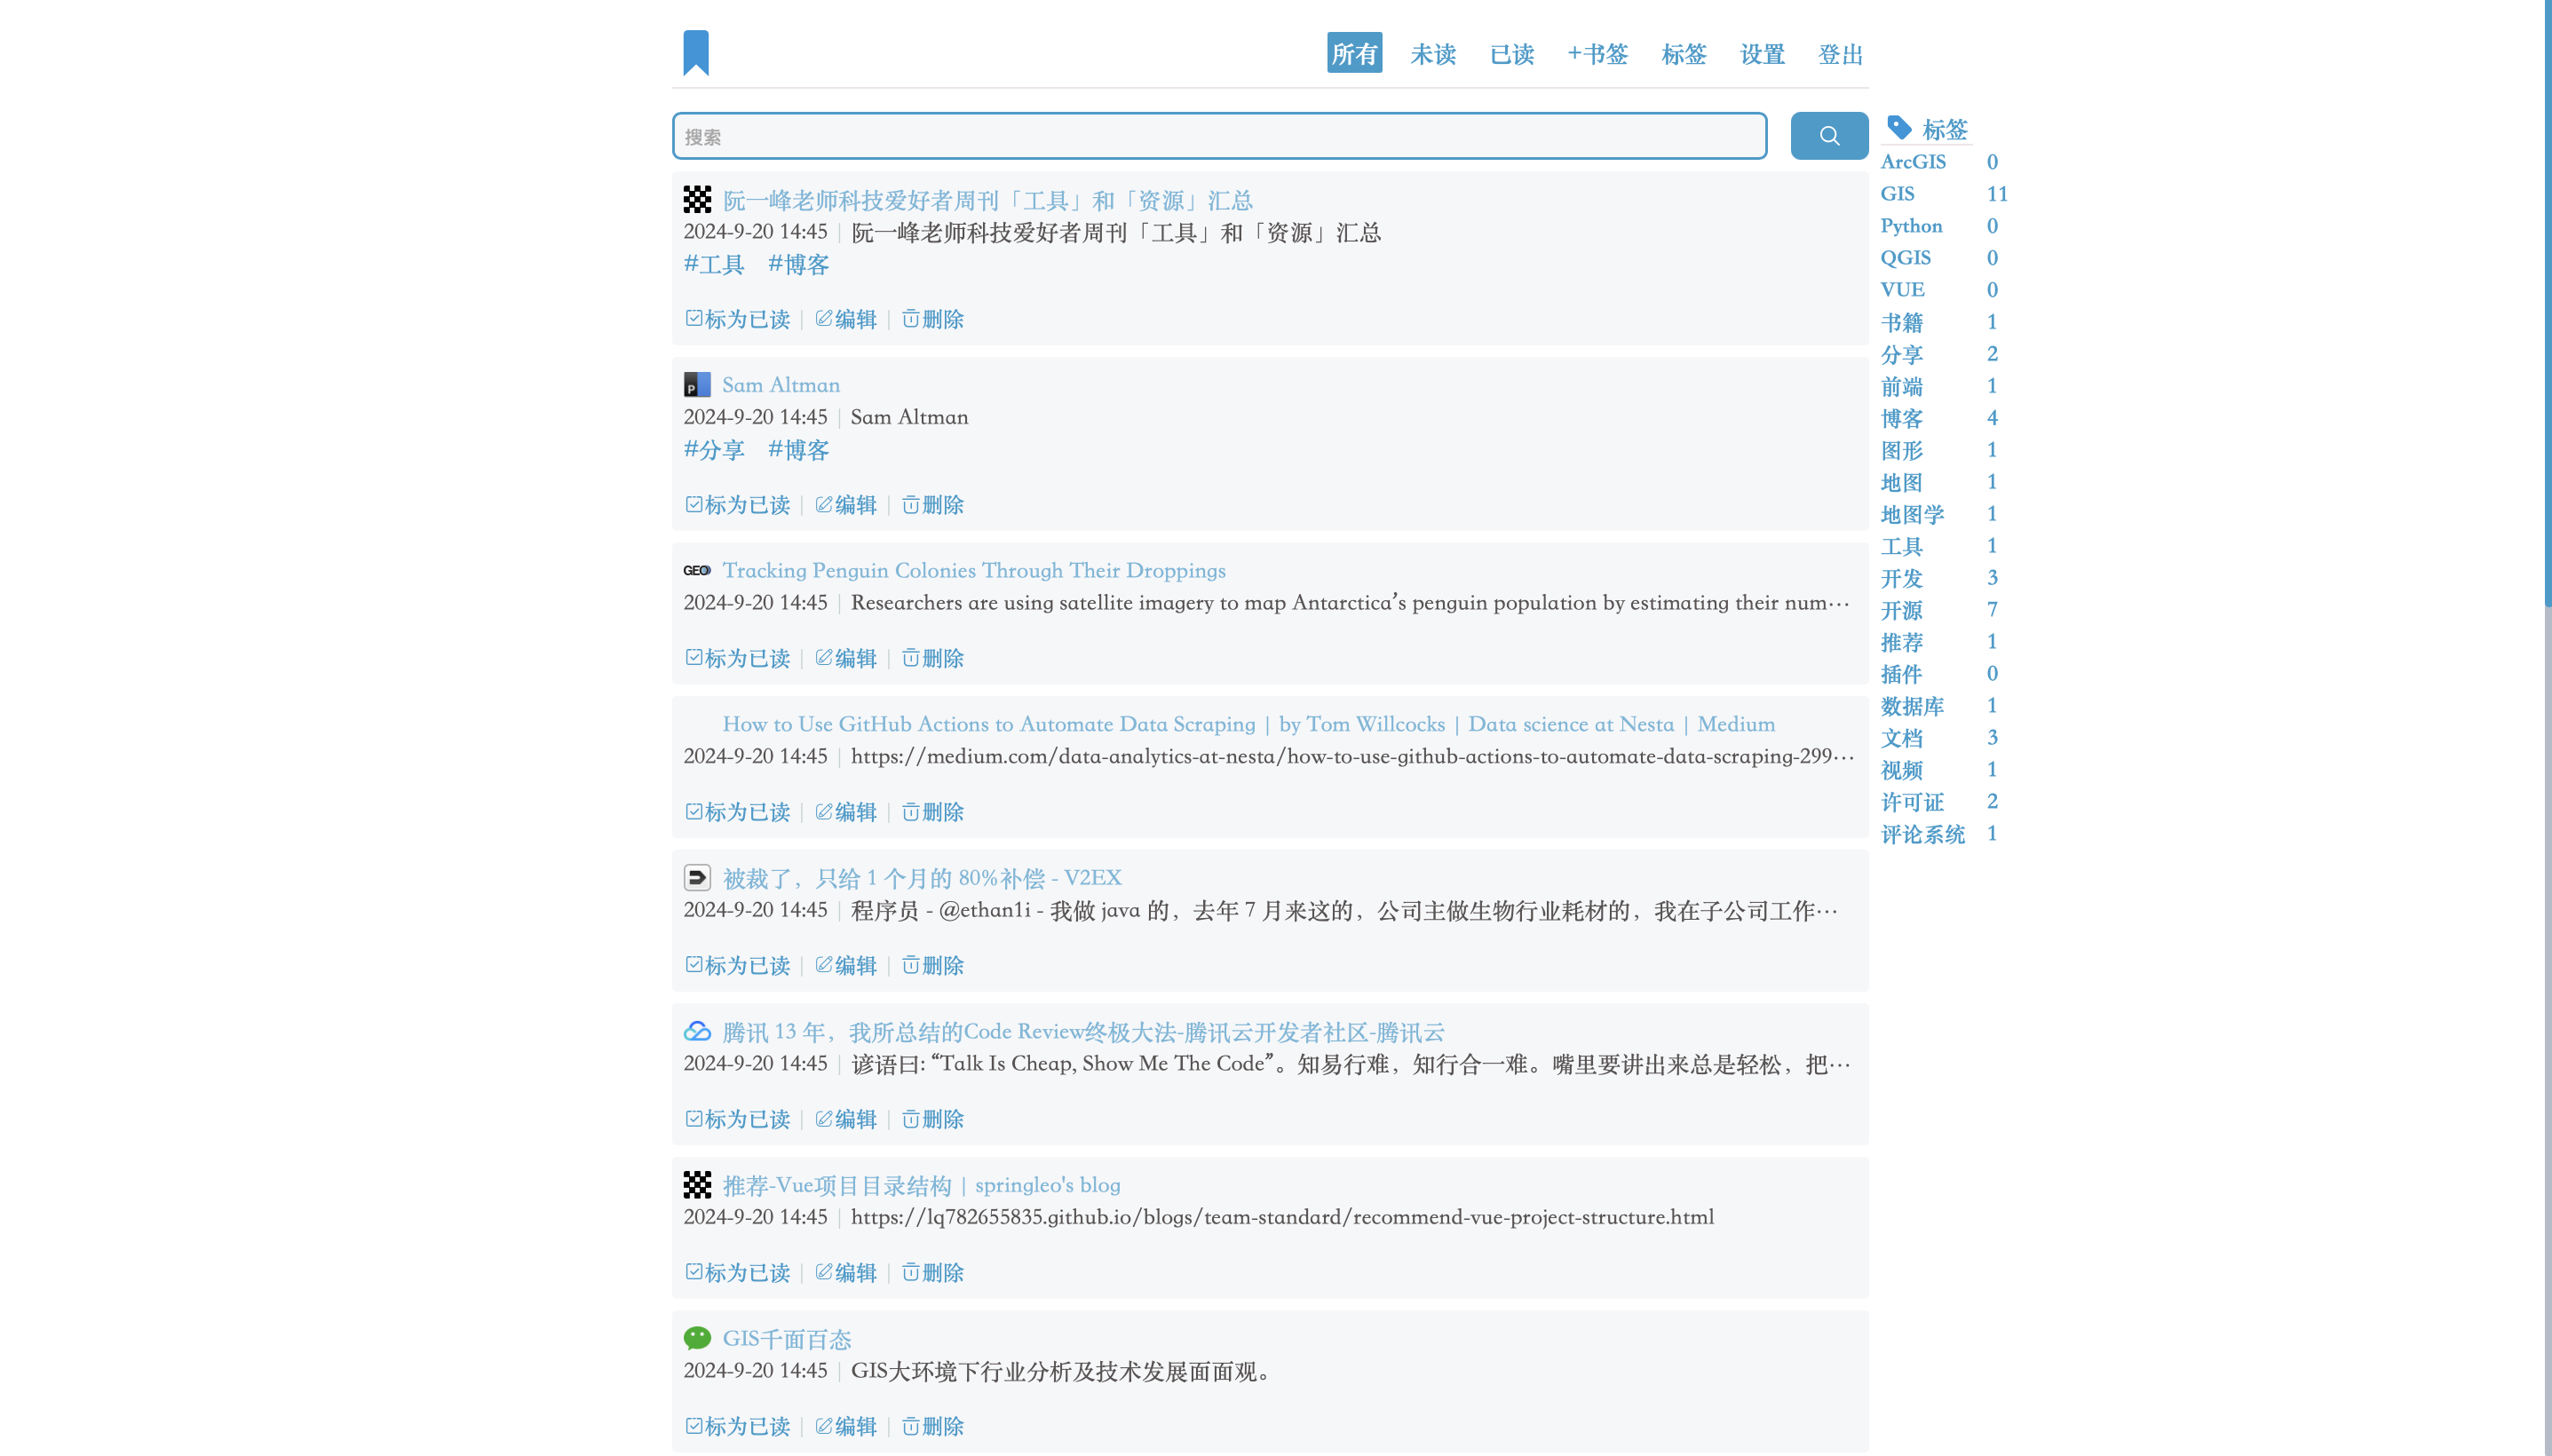 所有 未读 已读 +书签 标签 设置 登出
搜索
阮一峰老师科技爱好者周刊「工具」和「资源」汇总
2024-9-20 14:45 | 阮一峰老师科技爱好者周刊「工具」和「资源」汇总
#工具 #博客
标为已读 | 编辑 | 删除
P
Sam Altman
2024-9-20 14:45 | Sam Altman
#分享 #博客
标为已读 | 编辑 | 删除
GEO
Tracking Penguin Colonies Through Their Droppings
2024-9-20 14:45 | Researchers are using satellite imagery to map Antarctica’s penguin population by estimating their num…
标为已读 | 编辑 | 删除
How to Use GitHub Actions to Automate Data Scraping | by Tom Willcocks | Data science at Nesta | Medium
2024-9-20 14:45 | https://medium.com/data-analytics-at-nesta/how-to-use-github-actions-to-automate-data-scraping-299…
标为已读 | 编辑 | 删除
被裁了，只给 1 个月的 80%补偿 - V2EX
2024-9-20 14:45 | 程序员 - @ethan1i - 我做 java 的，去年 7 月来这的，公司主做生物行业耗材的，我在子公司工作…
标为已读 | 编辑 | 删除
腾讯 13 年，我所总结的Code Review终极大法-腾讯云开发者社区-腾讯云
2024-9-20 14:45 | 谚语曰: “Talk Is Cheap, Show Me The Code”。知易行难，知行合一难。嘴里要讲出来总是轻松，把…
标为已读 | 编辑 | 删除
推荐-Vue项目目录结构 | springleo's blog
2024-9-20 14:45 | https://lq782655835.github.io/blogs/team-standard/recommend-vue-project-structure.html
标为已读 | 编辑 | 删除
GIS千面百态
2024-9-20 14:45 | GIS大环境下行业分析及技术发展面面观。
标为已读 | 编辑 | 删除
标签
ArcGIS 0
GIS 11
Python 0
QGIS 0
VUE 0
书籍 1
分享 2
前端 1
博客 4
图形 1
地图 1
地图学 1
工具 1
开发 3
开源 7
推荐 1
插件 0
数据库 1
文档 3
视频 1
许可证 2
评论系统 1